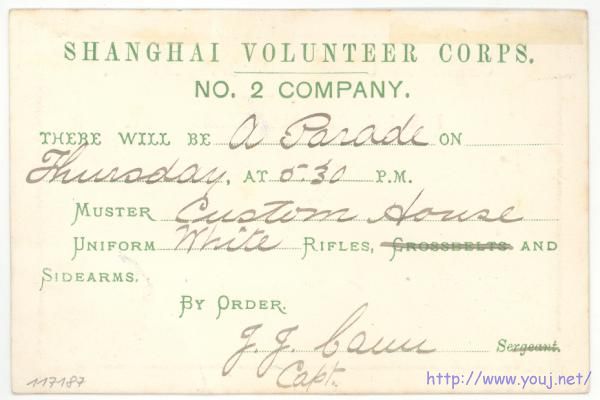 SHANGHAI VOLUNTEER CORPS.
NO. 2 COMPANY.
THERE WILL BE A Parade ON
Thursday, AT 5.30 P.M.
MUSTER Custom House
UNIFORM White RIFLES, CROSSBELTS AND
SIDEARMS.
BY ORDER.
J. J. Sergeant.
Capt.
117187
http://www.youj.net/